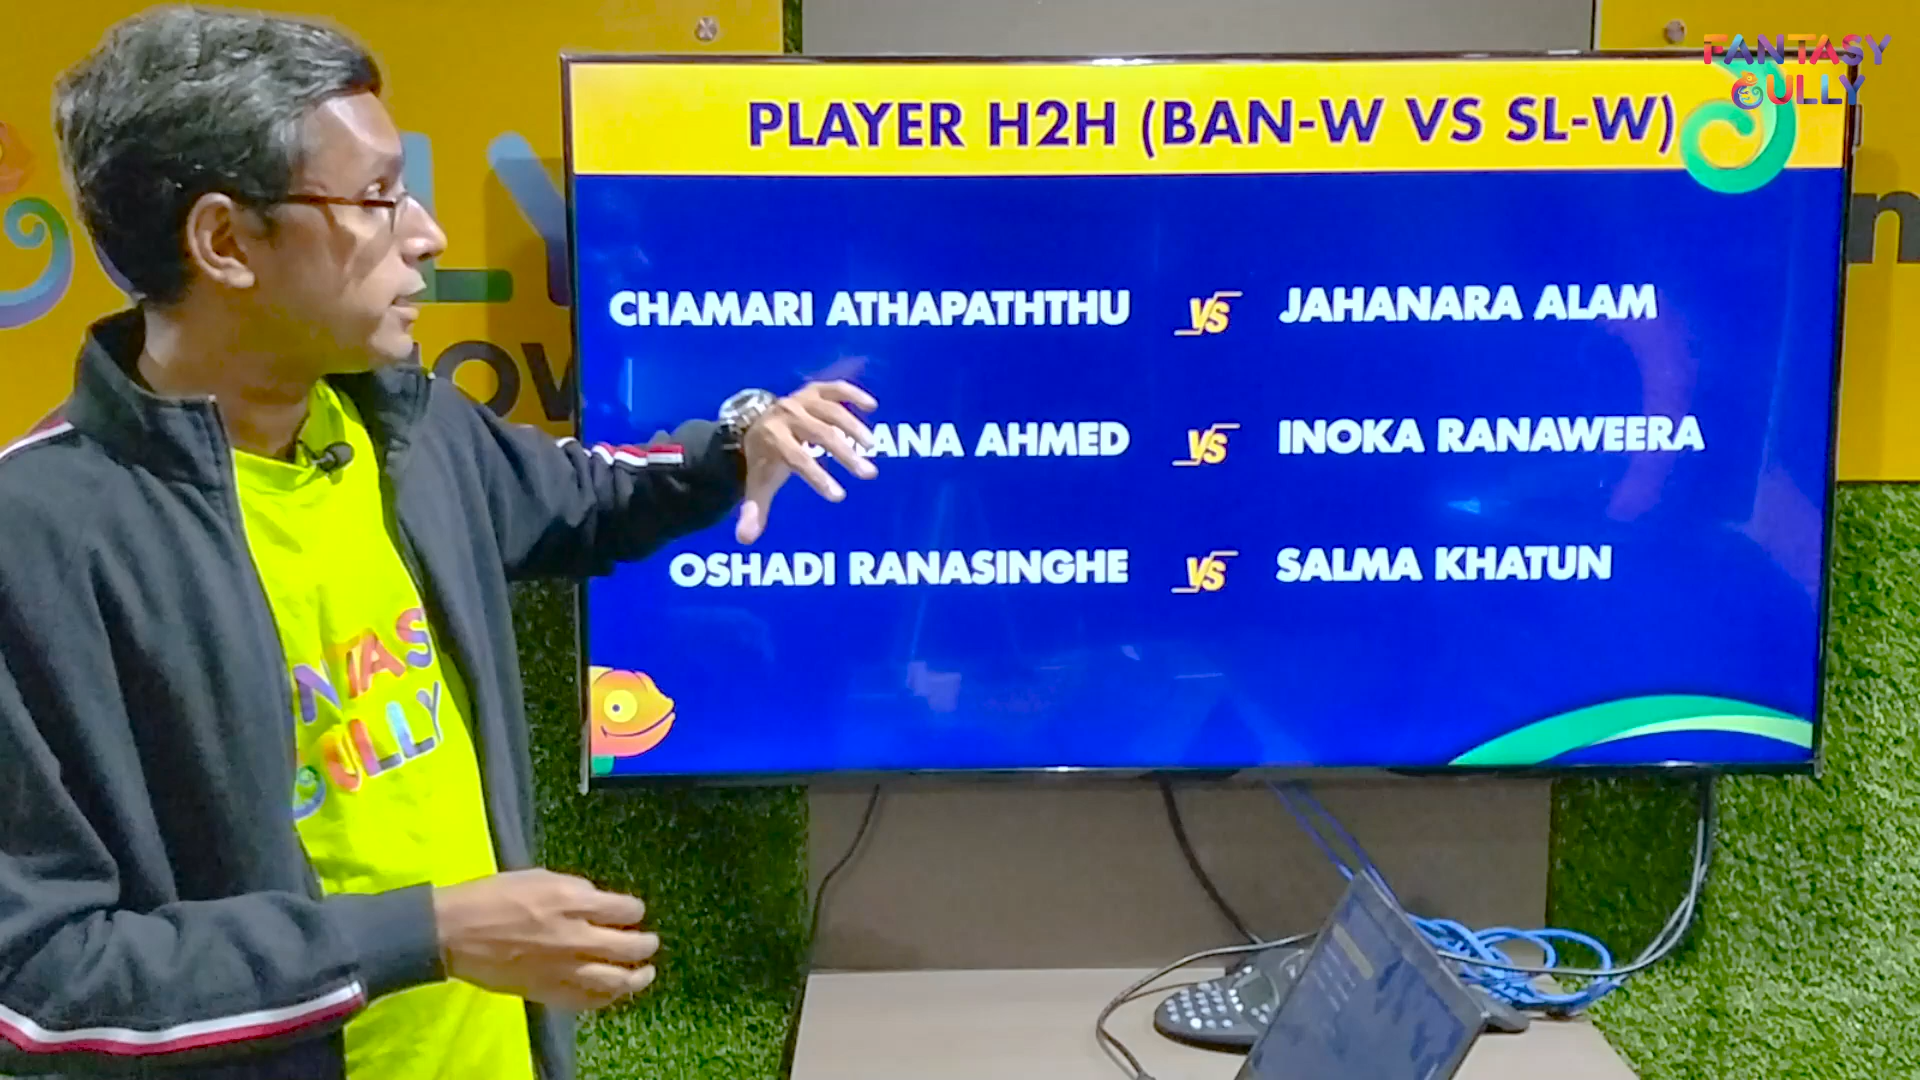 FANTASY
GULLY
PLAYER H2H (BAN-W VS SL-W)
CHAMARI ATHAPATHTHU VS JAHANARA ALAM
AHMED VS INOKA RANAWEERA
OSHADI RANASINGHE VS SALMA KHATUN
GULLY